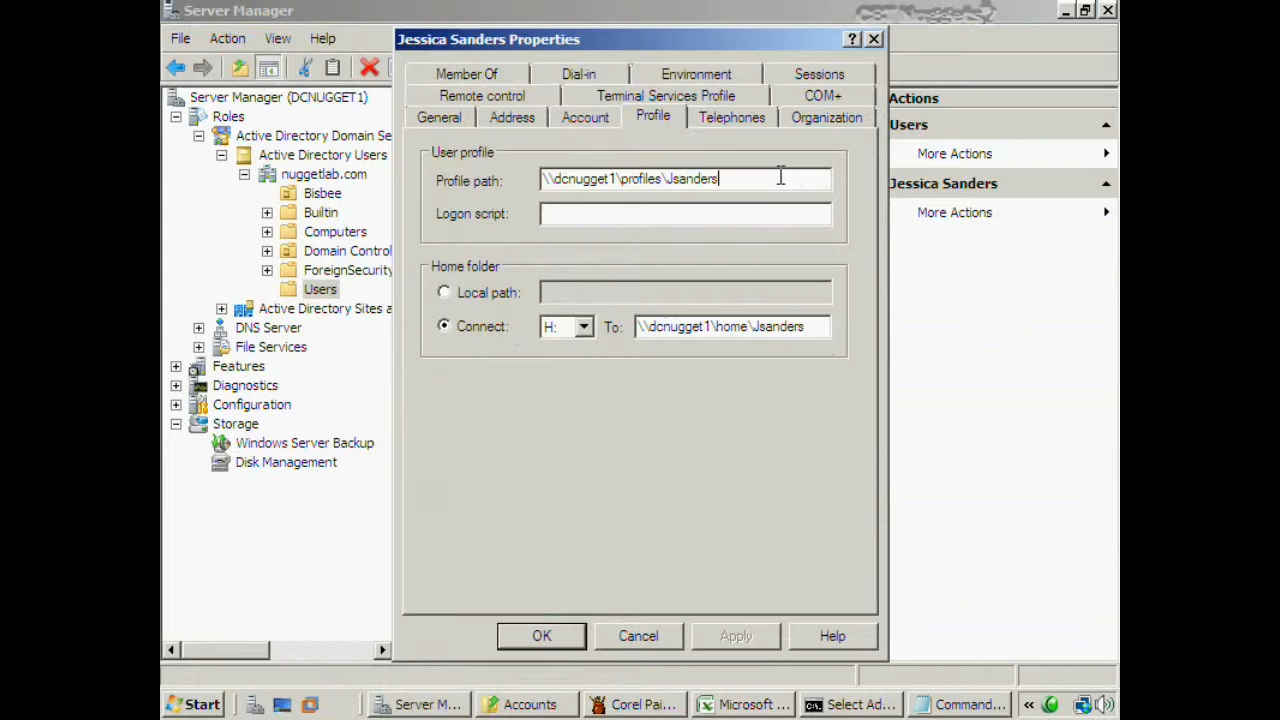 Server Manager
File Action View Help
Server Manager (DCNUGGET1)
Roles
Active Directory Domain Se
Active Directory Users
nuggetlab.com
Bisbee
Builtin
Computers
Domain Control
ForeignSecurity
Users
Active Directory Sites a
DNS Server
File Services
Features
Diagnostics
Configuration
Storage
Windows Server Backup
Disk Management
Jessica Sanders Properties
Member Of Dial-in Environment Sessions
Remote control Terminal Services Profile COM+
General Address Account Profile Telephones Organization
User profile
Profile path: \\dcnugget1\profiles\Jsanders
Logon script:
Home folder
Local path:
Connect: H: To: \\dcnugget1\home\Jsanders
OK Cancel Apply Help
Actions
Users
More Actions
Jessica Sanders
More Actions
Start Server M... Accounts Corel Pai... Microsoft ... Select Ad... Command... «